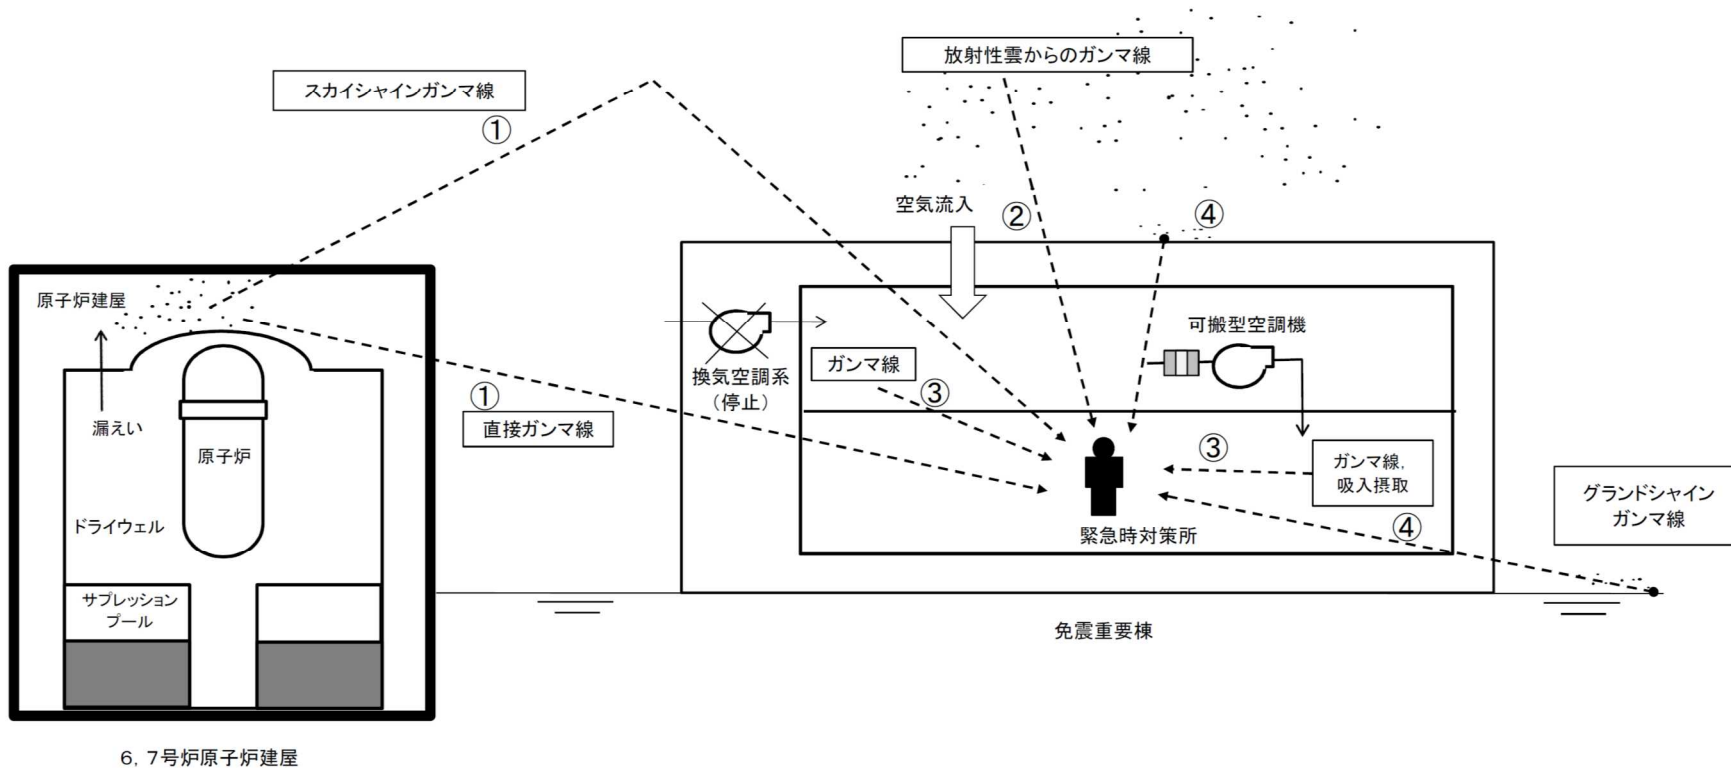 放射性雲からのガンマ線
スカイシャインガンマ線
①
空気流入
②
④
原子炉建屋
可搬型空調機
ガンマ線
換気空調系
(停止)
③
①
直接ガンマ線
漏えい
原子炉
③
ガンマ線,
吸入摂取
グランドシャイン
ガンマ線
ドライウェル
④
緊急時対策所
サプレッション
プール
免震重要棟
6, 7号炉原子炉建屋